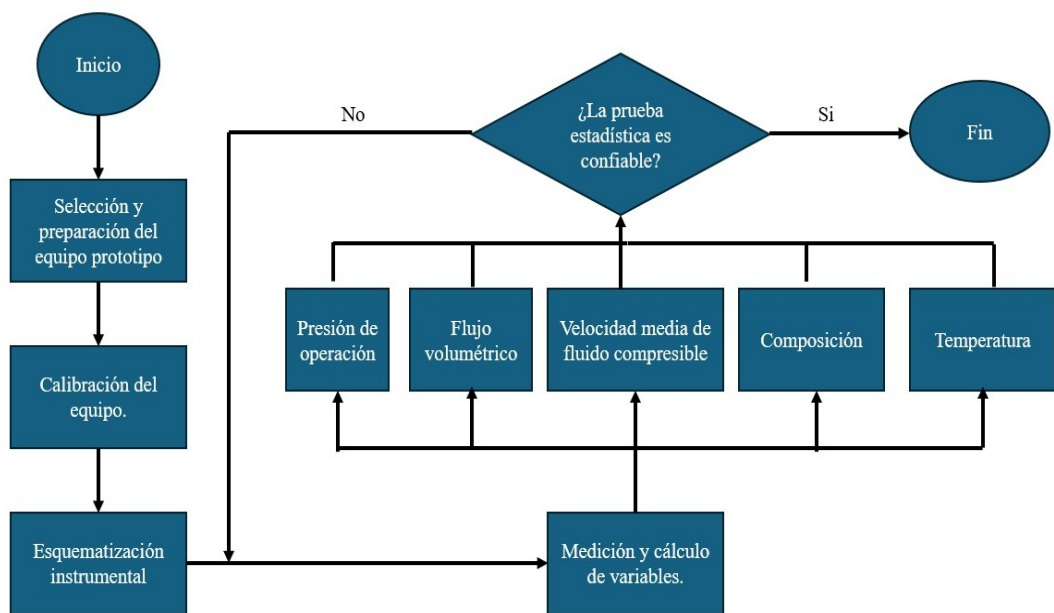 Inicio
Selección y
preparación del
equipo prototipo
Calibración del
equipo.
Esquematización
instrumental
Medición y cálculo
de variables.
Presión de
operación
Flujo
volumétrico
Velocidad media de
fluido compresible
Composición
Temperatura
¿La prueba
estadística es
confiable?
No
Si
Fin